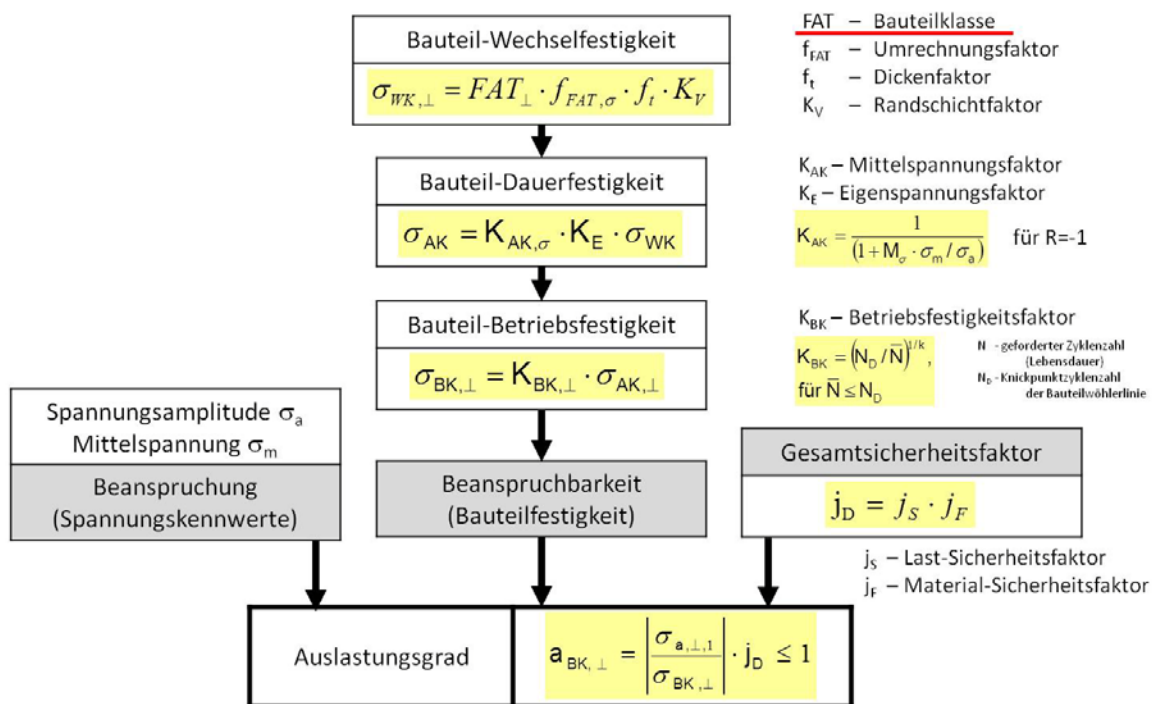 Bauteil-Wechselfestigkeit
σ_WK,⊥ = FAT_⊥ · f_FAT,σ · f_t · K_V
FAT – Bauteilklasse
f_FAT – Umrechnungsfaktor
f_t – Dickenfaktor
K_V – Randschichtfaktor
Bauteil-Dauerfestigkeit
σ_AK = K_AK,σ · K_E · σ_WK
K_AK – Mittelspannungsfaktor
K_E – Eigenspannungsfaktor
K_AK = 1 / (1 + M_σ · σ_m / σ_a) für R=-1
Bauteil-Betriebsfestigkeit
σ_BK,⊥ = K_BK,⊥ · σ_AK,⊥
K_BK – Betriebsfestigkeitsfaktor
K_BK = (N_D / N̅)^1/k ,
für N̅ ≤ N_D
N - geforderter Zyklenzahl
(Lebensdauer)
N_D - Knickpunktzyklenzahl
der Bauteilwöhlerlinie
Spannungsamplitude σ_a
Mittelspannung σ_m
Beanspruchung
(Spannungskennwerte)
Beanspruchbarkeit
(Bauteilfestigkeit)
Gesamtsicherheitsfaktor
j_D = j_S · j_F
j_S – Last-Sicherheitsfaktor
j_F – Material-Sicherheitsfaktor
Auslastungsgrad
a_BK,⊥ = |σ_a,⊥,1 / σ_BK,⊥| · j_D ≤ 1